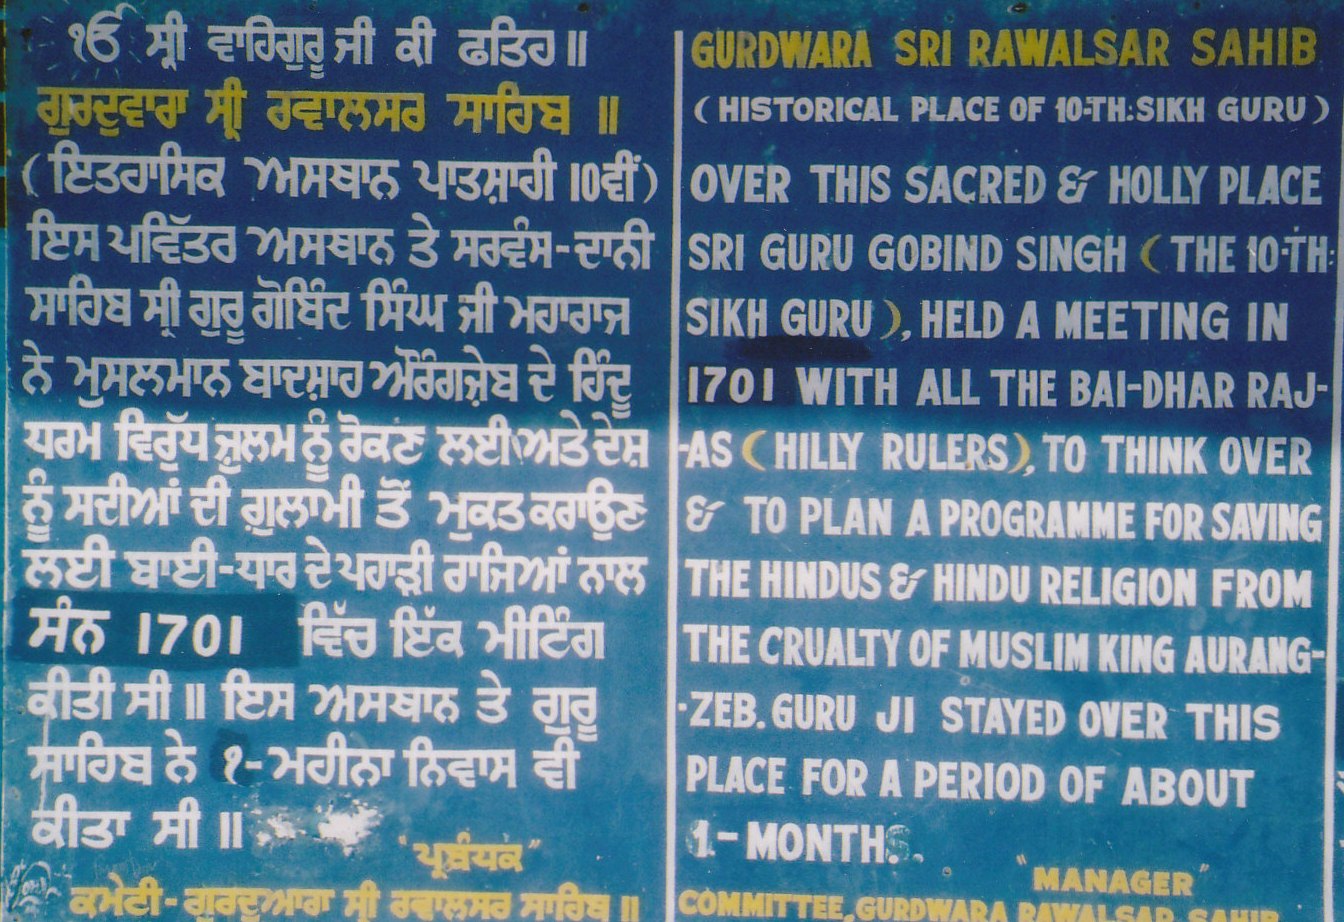 ੴ ਸ੍ਰੀ ਵਾਹਿਗੁਰੂ ਜੀ ਕੀ ਫਤਿਹ ॥
ਗੁਰਦੁਵਾਰਾ ਸ੍ਰੀ ਰਵਾਲਸਰ ਸਾਹਿਬ ॥
(ਇਤਹਾਸਿਕ ਅਸਥਾਨ ਪਾਤਸ਼ਾਹੀ 10ਵੀਂ)
ਇਸ ਪਵਿੱਤਰ ਅਸਥਾਨ ਤੇ ਸਰਵੰਸ-ਦਾਨੀ
ਸਾਹਿਬ ਸ੍ਰੀ ਗੁਰੂ ਗੋਬਿੰਦ ਸਿੰਘ ਜੀ ਮਹਾਰਾਜ
ਨੇ ਮੁਸਲਮਾਨ ਬਾਦਸ਼ਾਹ ਔਰੰਗਜ਼ੇਬ ਦੇ ਹਿੰਦੂ
ਧਰਮ ਵਿਰੁੱਧ ਜ਼ੁਲਮ ਨੂੰ ਰੋਕਣ ਲਈ ਅਤੇ ਦੇਸ਼
ਨੂੰ ਸਦੀਆਂ ਦੀ ਗ਼ੁਲਾਮੀ ਤੋਂ ਮੁਕਤ ਕਰਾਉਣ
ਲਈ ਬਾਈ-ਧਾਰ ਦੇ ਪਹਾੜੀ ਰਾਜਿਆਂ ਨਾਲ
ਸੰਨ 1701 ਵਿੱਚ ਇੱਕ ਮੀਟਿੰਗ
ਕੀਤੀ ਸੀ ॥ ਇਸ ਅਸਥਾਨ ਤੇ ਗੁਰੂ
ਸਾਹਿਬ ਨੇ १- ਮਹੀਨਾ ਨਿਵਾਸ ਵੀ
ਕੀਤਾ ਸੀ ॥
"ਪ੍ਰਬੰਧਕ"
ਕਮੇਟੀ- ਗੁਰਦੁਆਰਾ ਸ੍ਰੀ ਰਵਾਲਸਰ ਸਾਹਿਬ ॥
GURDWARA SRI RAWALSAR SAHIB
(HISTORICAL PLACE OF 10-TH:SIKH GURU)
OVER THIS SACRED & HOLLY PLACE
SRI GURU GOBIND SINGH (THE 10-TH:
SIKH GURU), HELD A MEETING IN
1701 WITH ALL THE BAI-DHAR RAJ-
-AS (HILLY RULERS), TO THINK OVER
& TO PLAN A PROGRAMME FOR SAVING
THE HINDUS & HINDU RELIGION FROM
THE CRUALTY OF MUSLIM KING AURANG-
-ZEB. GURU JI STAYED OVER THIS
PLACE FOR A PERIOD OF ABOUT
1-MONTH.
"MANAGER"
COMMITTEE, GURDWARA RAWALSAR SAHIB